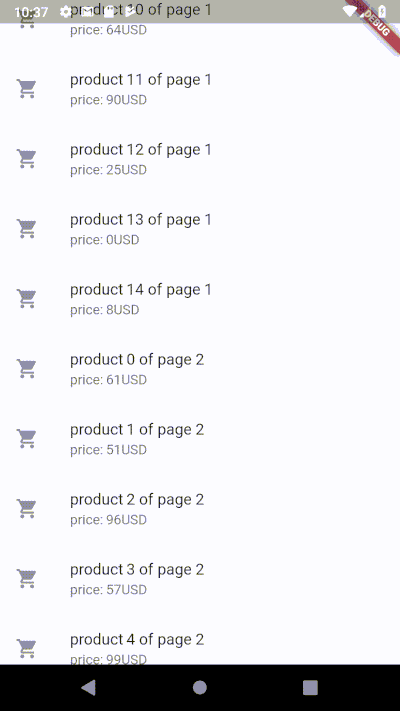 10:37
DEBUG
product 10 of page 1
price: 64USD
product 11 of page 1
price: 90USD
product 12 of page 1
price: 25USD
product 13 of page 1
price: 0USD
product 14 of page 1
price: 8USD
product 0 of page 2
price: 61USD
product 1 of page 2
price: 51USD
product 2 of page 2
price: 96USD
product 3 of page 2
price: 57USD
product 4 of page 2
price: 99USD